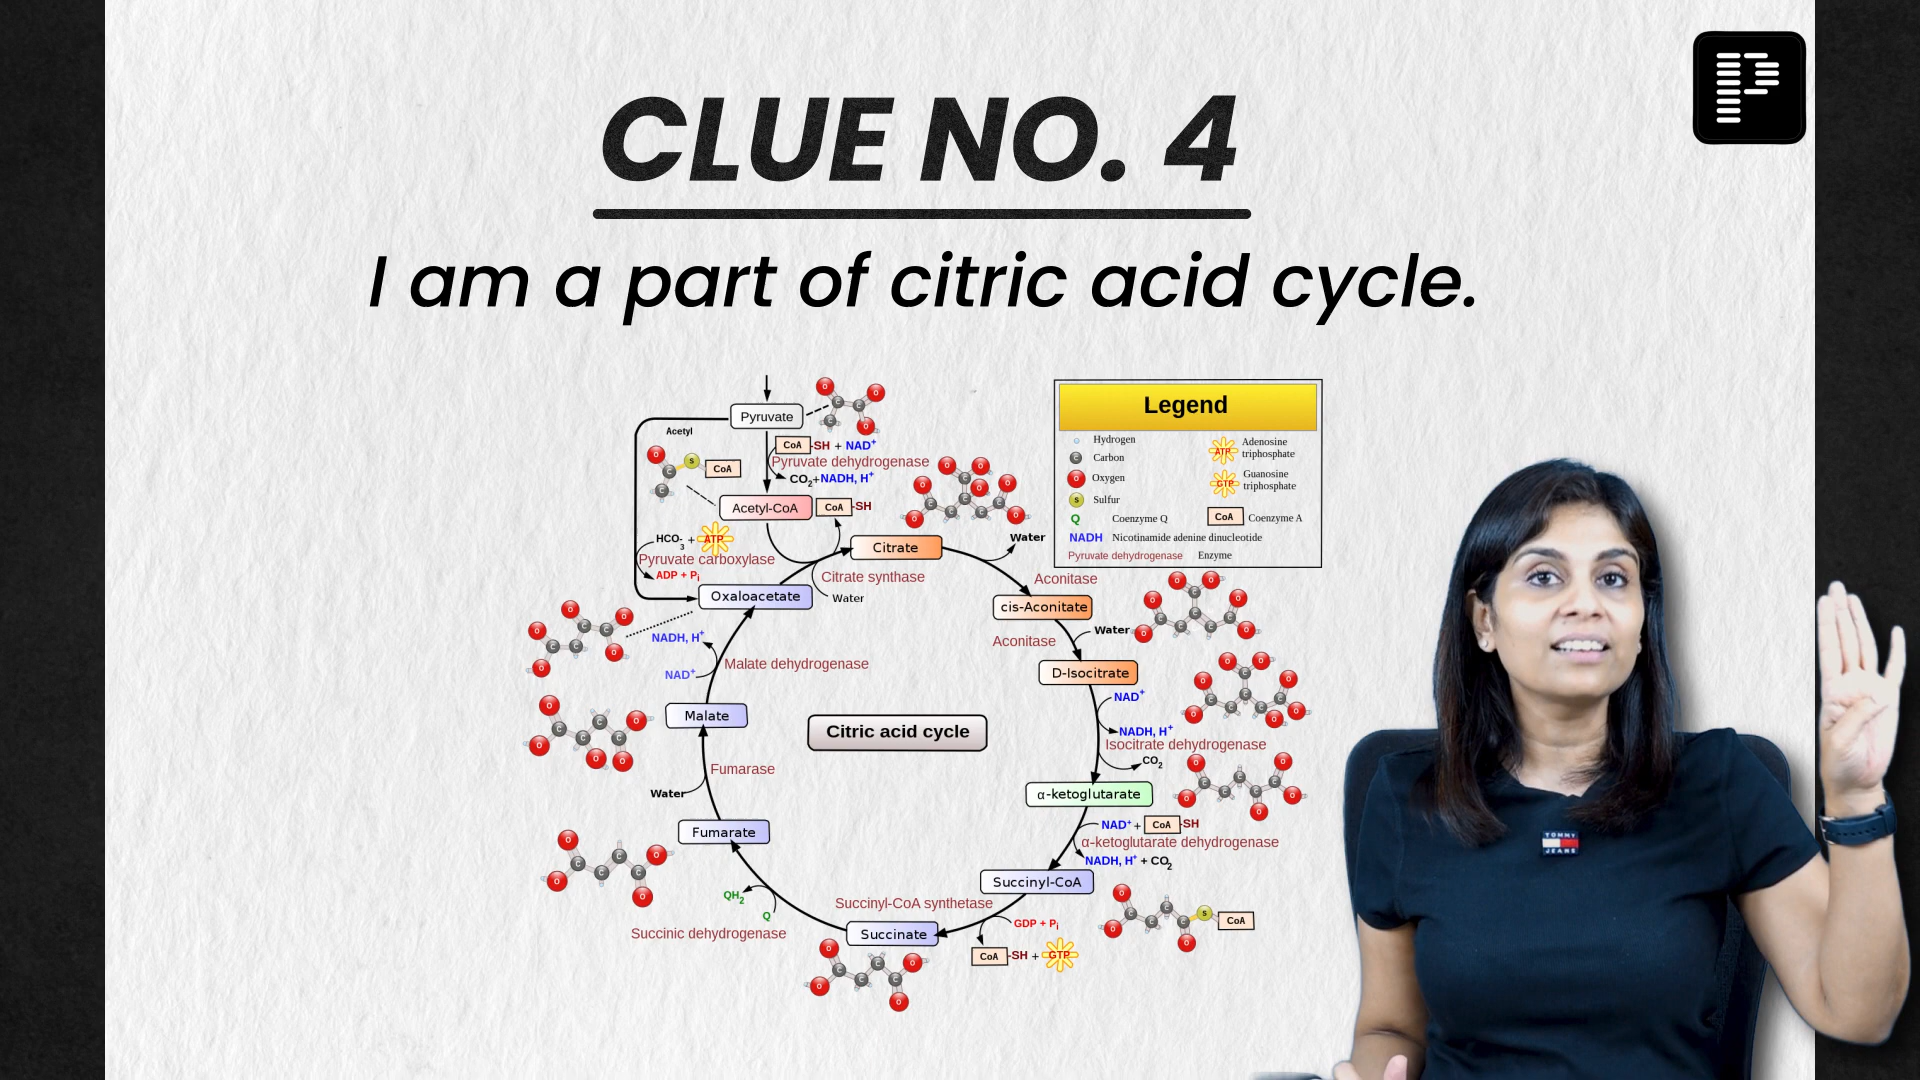 CLUE NO. 4
I am a part of citric acid cycle.
Pyruvate
Acetyl
CoA-SH + NAD+
Pyruvate dehydrogenase
CO2+NADH, H+
S CoA
Acetyl-CoA CoA-SH
HCO3- + ATP
Pyruvate carboxylase
ADP + Pi
Citrate
Water
Citrate synthase
Water
Oxaloacetate
Aconitase
cis-Aconitate
Water
Aconitase
D-Isocitrate
NAD+
NADH, H+
Isocitrate dehydrogenase
CO2
α-ketoglutarate
NAD+ + CoA-SH
α-ketoglutarate dehydrogenase
NADH, H+ + CO2
Succinyl-CoA
S CoA
Succinyl-CoA synthetase
GDP + Pi
CoA-SH + GTP
Succinate
Succinic dehydrogenase
Q
QH2
Fumarate
Water
Fumarase
Malate
Malate dehydrogenase
NAD+
NADH, H+
Citric acid cycle
Legend
Hydrogen
C Carbon
O Oxygen
S Sulfur
Q Coenzyme Q
NADH Nicotinamide adenine dinucleotide
Pyruvate dehydrogenase Enzyme
ATP Adenosine
triphosphate
GTP Guanosine
triphosphate
CoA Coenzyme A
TOMMY
JEANS
P